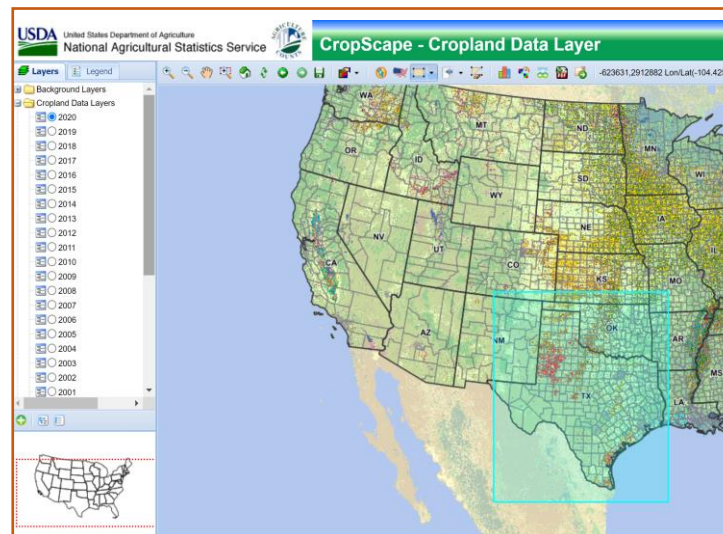 USDA
United States Department of Agriculture
National Agricultural Statistics Service
CropScape - Cropland Data Layer
Layers
Legend
-623631,2912882 Lon/Lat(-104.42
Background Layers
Cropland Data Layers
2020
2019
2018
2017
2016
2015
2014
2013
2012
2011
2010
2009
2008
2007
2006
2005
2004
2003
2002
2001
WA
MT
ND
MN
OR
ID
SD
WI
WY
IA
NE
NV
UT
IL
CA
CO
KS
MO
AZ
NM
OK
AR
TX
MS
LA